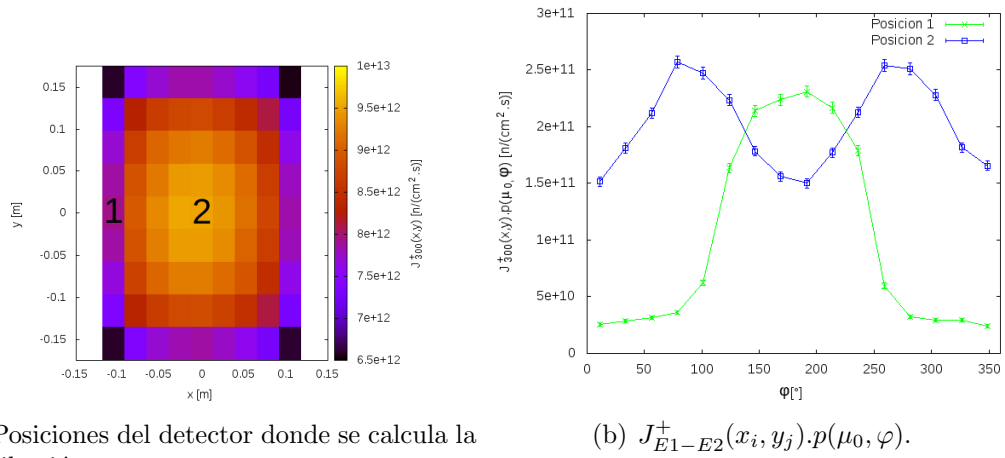 0.15
0.1
0.05
0
-0.05
-0.1
-0.15
y [m]
-0.15
-0.1
-0.05
0
0.05
0.1
0.15
x [m]
1
2
1e+13
9.5e+12
9e+12
8.5e+12
8e+12
7.5e+12
7e+12
6.5e+12
J⁺₃₀₀(x,y) [n/(cm².s)]
3e+11
2.5e+11
2e+11
1.5e+11
1e+11
5e+10
0
J⁺₃₀₀(x,y).p(μ₀,φ) [n/(cm².s)]
Posicion 1
Posicion 2
0
50
100
150
200
250
300
350
φ[°]
Posiciones del detector donde se calcula la
(b) J⁺_{E1−E2}(x_i, y_j).p(μ₀, φ).